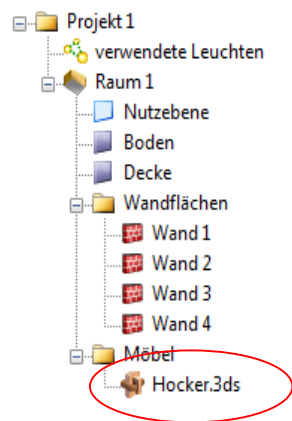 Projekt 1
verwendete Leuchten
Raum 1
Nutzebene
Boden
Decke
Wandflächen
Wand 1
Wand 2
Wand 3
Wand 4
Möbel
Hocker.3ds